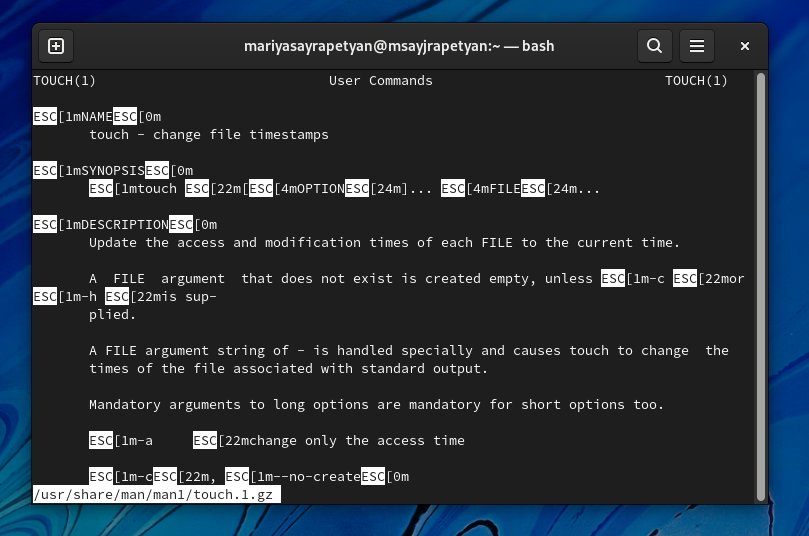 mariyasayrapetyan@msayjrapetyan:~ — bash
TOUCH(1) User Commands TOUCH(1)
ESC[1mNAMEESC[0m
touch - change file timestamps
ESC[1mSYNOPSISESC[0m
ESC[1mtouch ESC[22m[ESC[4mOPTIONESC[24m]... ESC[4mFILEESC[24m...
ESC[1mDESCRIPTIONESC[0m
Update the access and modification times of each FILE to the current time.
A  FILE  argument  that does not exist is created empty, unless ESC[1m-c ESC[22mor
ESC[1m-h ESC[22mis sup-
plied.
A FILE argument string of - is handled specially and causes touch to change  the
times of the file associated with standard output.
Mandatory arguments to long options are mandatory for short options too.
ESC[1m-a     ESC[22mchange only the access time
ESC[1m-cESC[22m, ESC[1m--no-createESC[0m
/usr/share/man/man1/touch.1.gz